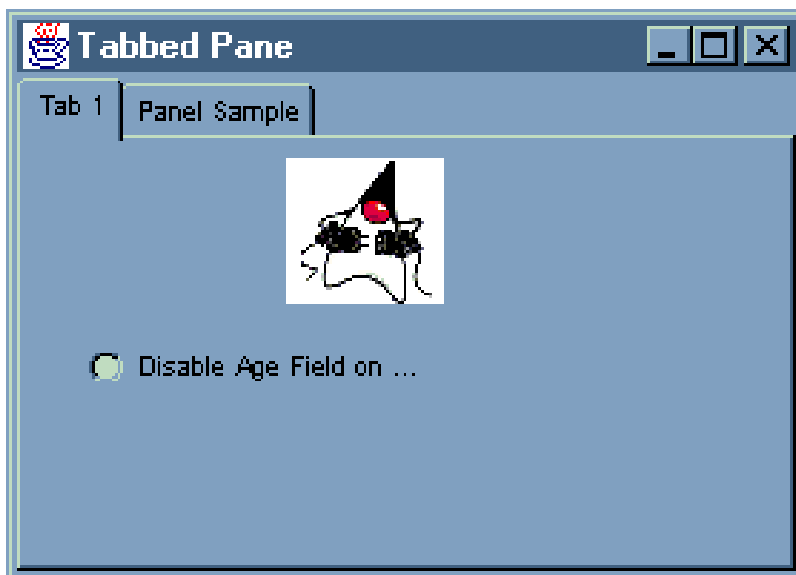 Tabbed Pane
Tab 1
Panel Sample
Disable Age Field on ...